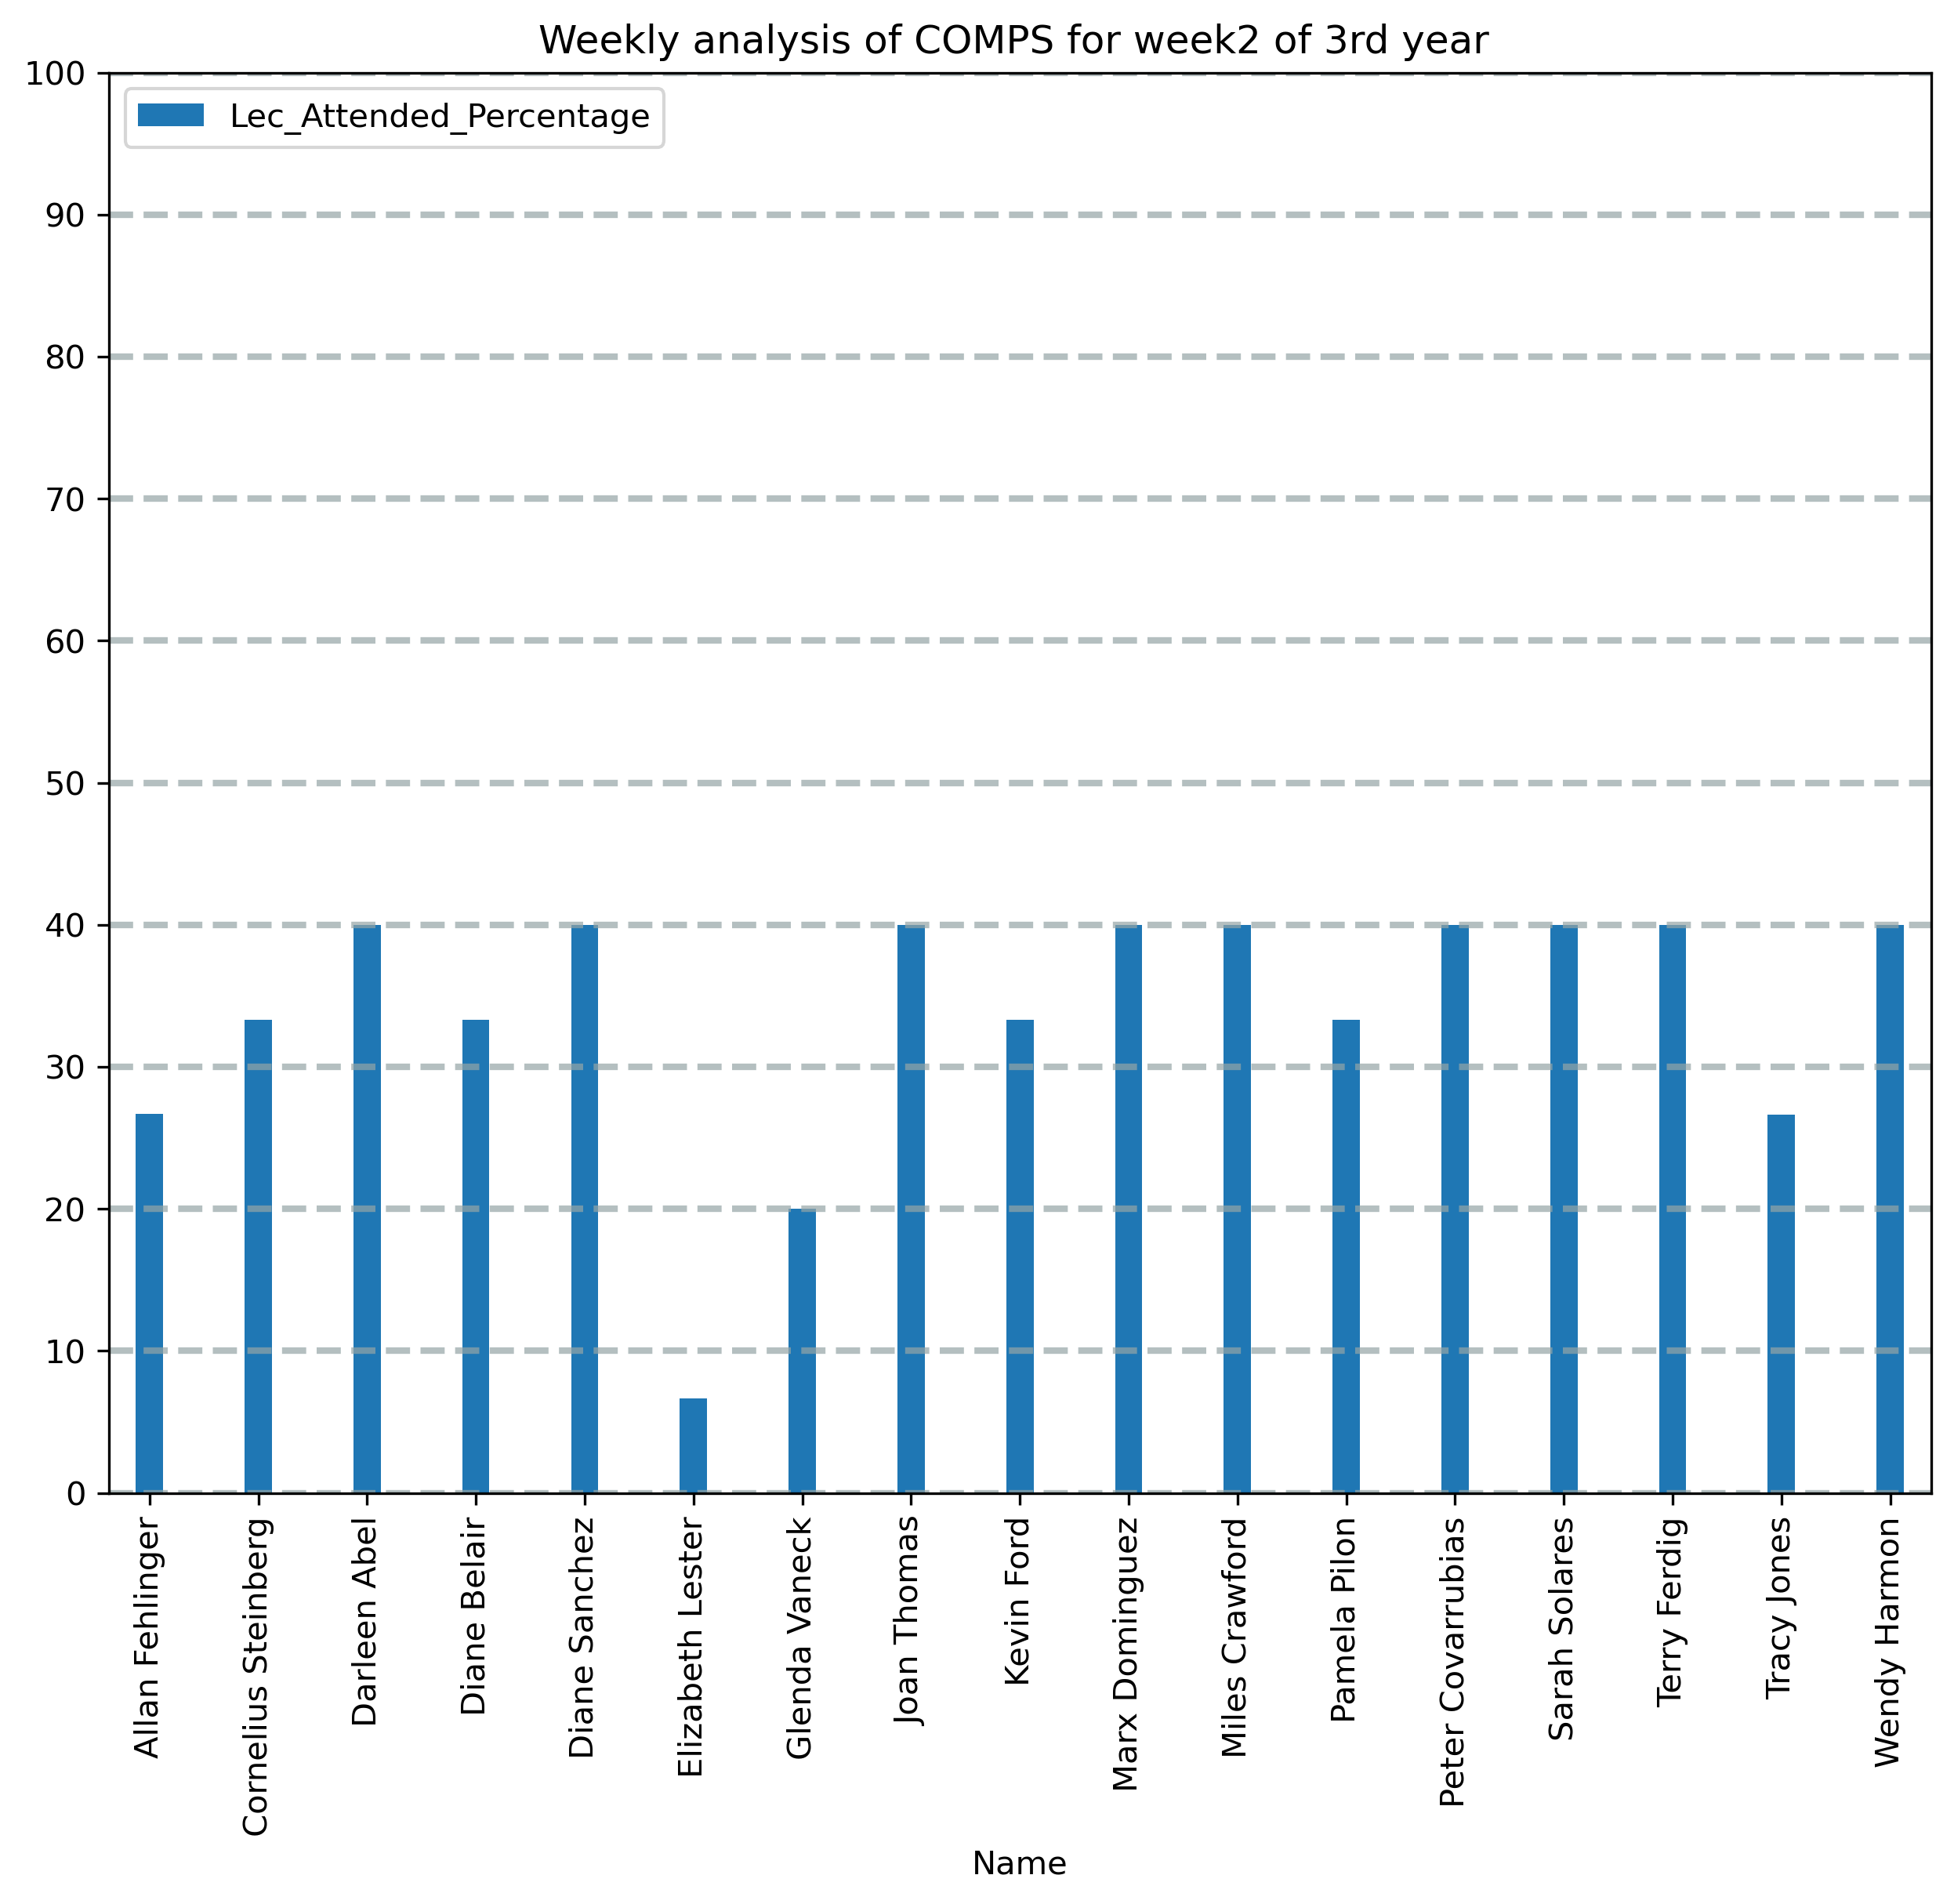 Weekly analysis of COMPS for week2 of 3rd year
Lec_Attended_Percentage
100
90
80
70
60
50
40
30
20
10
0
Allan Fehlinger
Cornelius Steinberg
Darleen Abel
Diane Belair
Diane Sanchez
Elizabeth Lester
Glenda Vaneck
Joan Thomas
Kevin Ford
Marx Dominguez
Miles Crawford
Pamela Pilon
Peter Covarrubias
Sarah Solares
Terry Ferdig
Tracy Jones
Wendy Harmon
Name